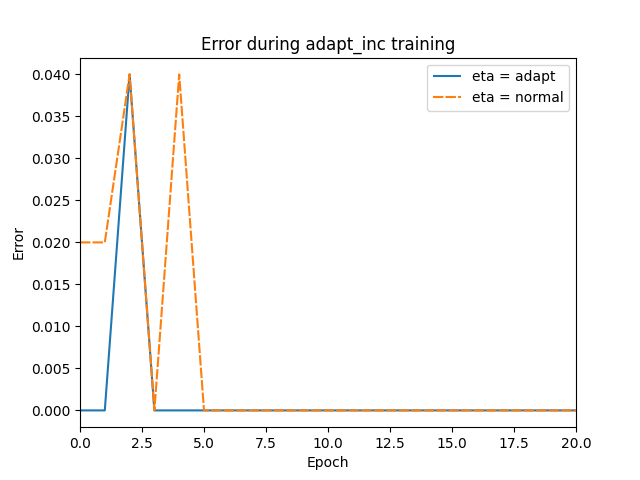 Error during adapt_inc training
eta = adapt
eta = normal
0.040
0.035
0.030
0.025
0.020
0.015
0.010
0.005
0.000
Error
0.0 2.5 5.0 7.5 10.0 12.5 15.0 17.5 20.0
Epoch